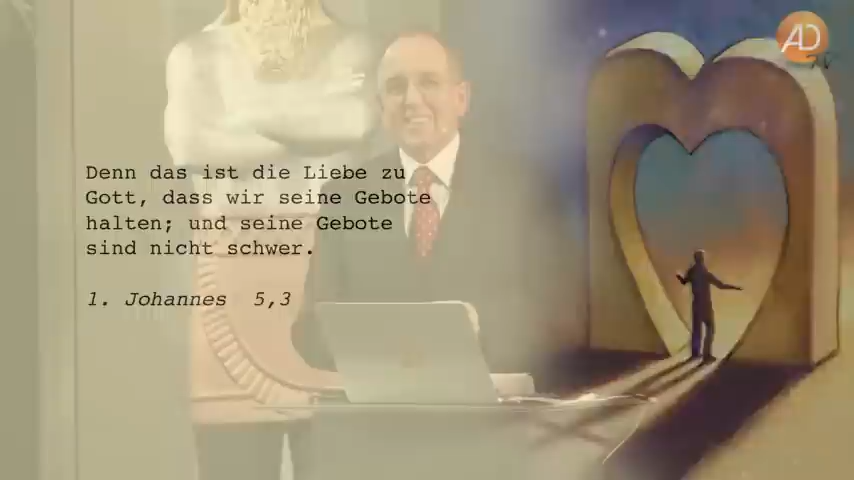 Denn das ist die Liebe zu
Gott, dass wir seine Gebote
halten; und seine Gebote
sind nicht schwer.
1. Johannes 5,3
AD
TV